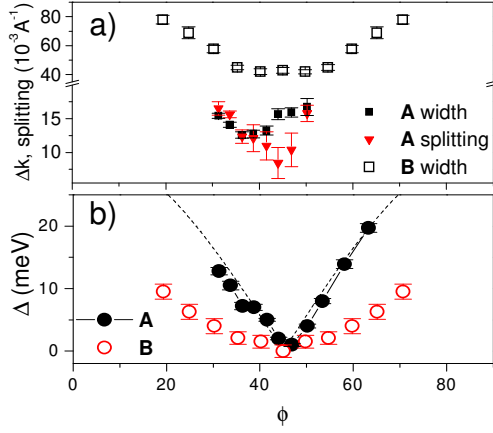 a)
Δk, splitting (10⁻³A⁻¹)
80
60
40
15
10
A width
A splitting
B width
b)
Δ (meV)
20
10
0
A
B
0 20 40 60 80
ϕ